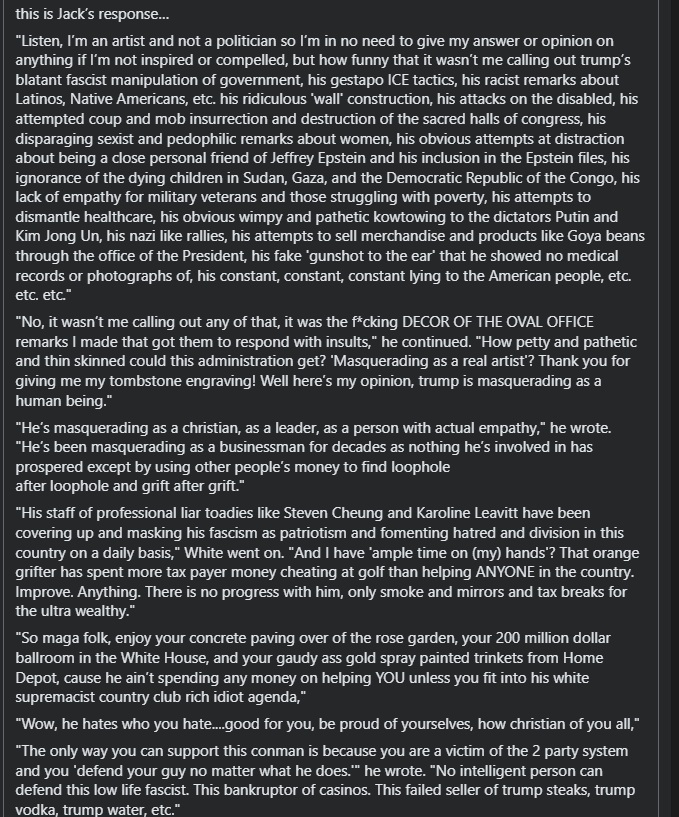 this is Jack's response...
"Listen, I'm an artist and not a politician so I'm in no need to give my answer or opinion on
anything if I'm not inspired or compelled, but how funny that it wasn't me calling out trump's
blatant fascist manipulation of government, his gestapo ICE tactics, his racist remarks about
Latinos, Native Americans, etc. his ridiculous 'wall' construction, his attacks on the disabled, his
attempted coup and mob insurrection and destruction of the sacred halls of congress, his
disparaging sexist and pedophilic remarks about women, his obvious attempts at distraction
about being a close personal friend of Jeffrey Epstein and his inclusion in the Epstein files, his
ignorance of the dying children in Sudan, Gaza, and the Democratic Republic of the Congo, his
lack of empathy for military veterans and those struggling with poverty, his attempts to
dismantle healthcare, his obvious wimpy and pathetic kowtowing to the dictators Putin and
Kim Jong Un, his nazi like rallies, his attempts to sell merchandise and products like Goya beans
through the office of the President, his fake 'gunshot to the ear' that he showed no medical
records or photographs of, his constant, constant, constant lying to the American people, etc.
etc. etc."
"No, it wasn't me calling out any of that, it was the f*cking DECOR OF THE OVAL OFFICE
remarks I made that got them to respond with insults," he continued. "How petty and pathetic
and thin skinned could this administration get? 'Masquerading as a real artist'? Thank you for
giving me my tombstone engraving! Well here's my opinion, trump is masquerading as a
human being."
"He's masquerading as a christian, as a leader, as a person with actual empathy," he wrote.
"He's been masquerading as a businessman for decades as nothing he's involved in has
prospered except by using other people's money to find loophole
after loophole and grift after grift."
"His staff of professional liar toadies like Steven Cheung and Karoline Leavitt have been
covering up and masking his fascism as patriotism and fomenting hatred and division in this
country on a daily basis," White went on. "And I have 'ample time on (my) hands'? That orange
grifter has spent more tax payer money cheating at golf than helping ANYONE in the country.
Improve. Anything. There is no progress with him, only smoke and mirrors and tax breaks for
the ultra wealthy."
"So maga folk, enjoy your concrete paving over of the rose garden, your 200 million dollar
ballroom in the White House, and your gaudy ass gold spray painted trinkets from Home
Depot, cause he ain't spending any money on helping YOU unless you fit into his white
supremacist country club rich idiot agenda,"
"Wow, he hates who you hate....good for you, be proud of yourselves, how christian of you all,"
"The only way you can support this conman is because you are a victim of the 2 party system
and you 'defend your guy no matter what he does.'" he wrote. "No intelligent person can
defend this low life fascist. This bankruptor of casinos. This failed seller of trump steaks, trump
vodka, trump water, etc."